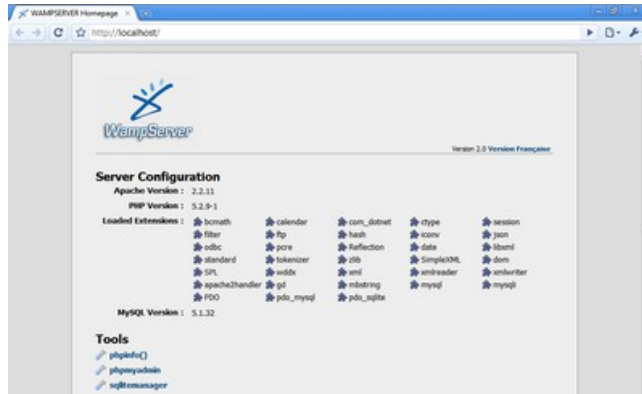 WAMPSERVER Homepage
http://localhost/
WampServer
Version 2.0 Version Française
Server Configuration
Apache Version : 2.2.11
PHP Version : 5.2.9-1
Loaded Extensions : bcmath calendar com_dotnet ctype session
filter ftp hash iconv json
odbc pcre Reflection date libxml
standard tokenizer zlib SimpleXML dom
SPL wddx xml xmlreader xmlwriter
apache2handler gd mbstring mysql mysqli
PDO pdo_mysql pdo_sqlite
MySQL Version : 5.1.32
Tools
phpinfo()
phpmyadmin
sqlitemanager